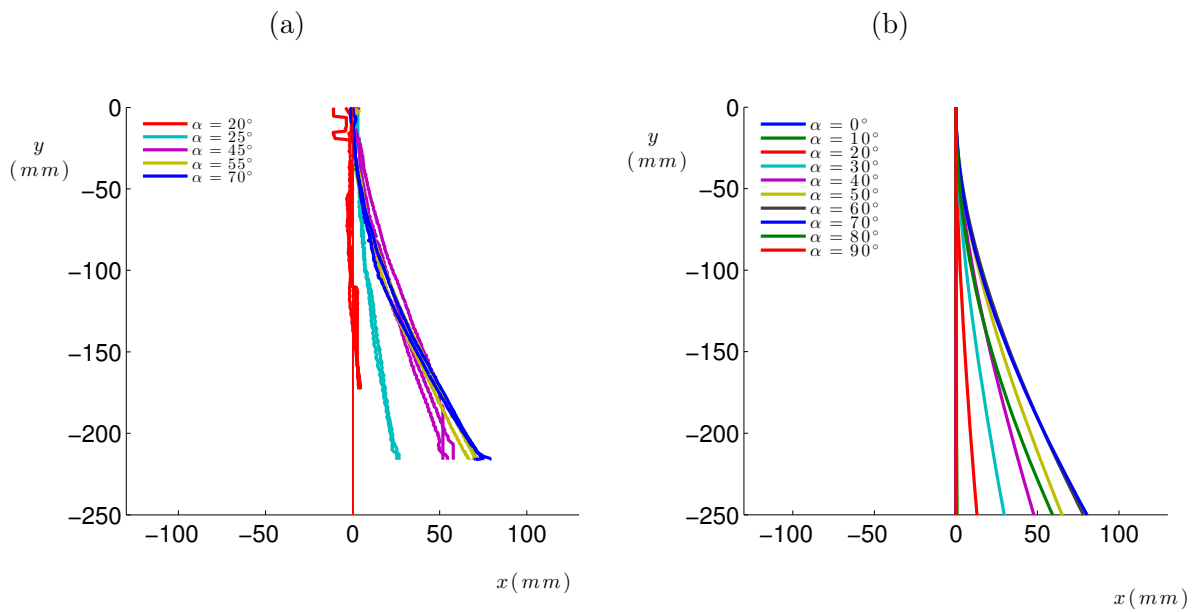 (a)
0
−50
−100
−150
−200
−250
y
(mm)
α = 20°
α = 25°
α = 45°
α = 55°
α = 70°
−100 −50 0 50 100
x(mm)
(b)
0
−50
−100
−150
−200
−250
y
(mm)
α = 0°
α = 10°
α = 20°
α = 30°
α = 40°
α = 50°
α = 60°
α = 70°
α = 80°
α = 90°
−100 −50 0 50 100
x(mm)